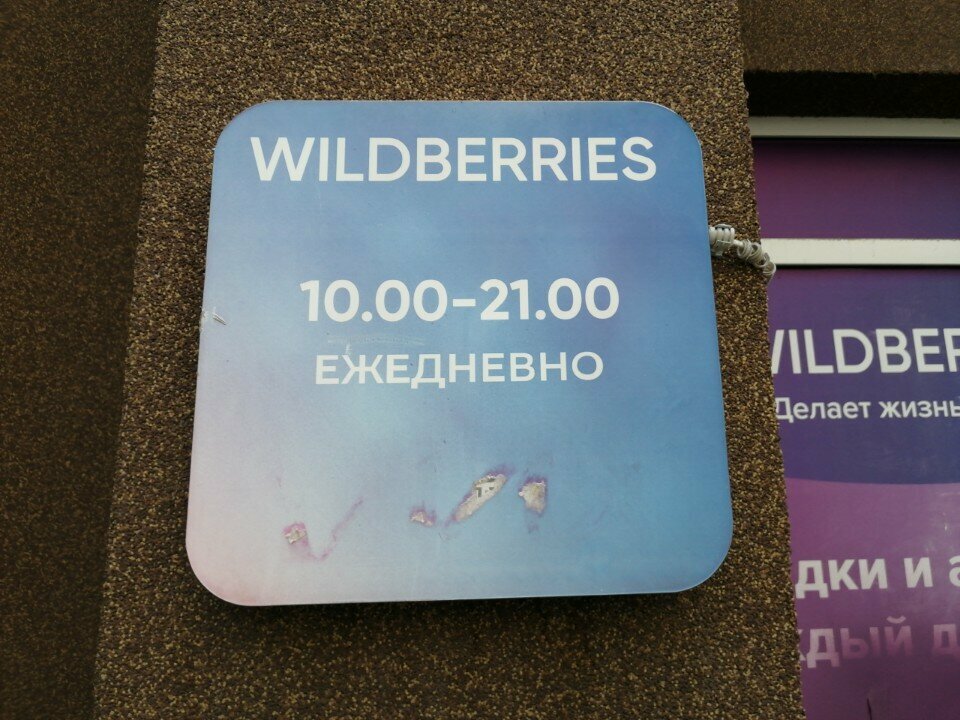 WILDBERRIES
10.00-21.00
ЕЖЕДНЕВНО
Делает жизнь